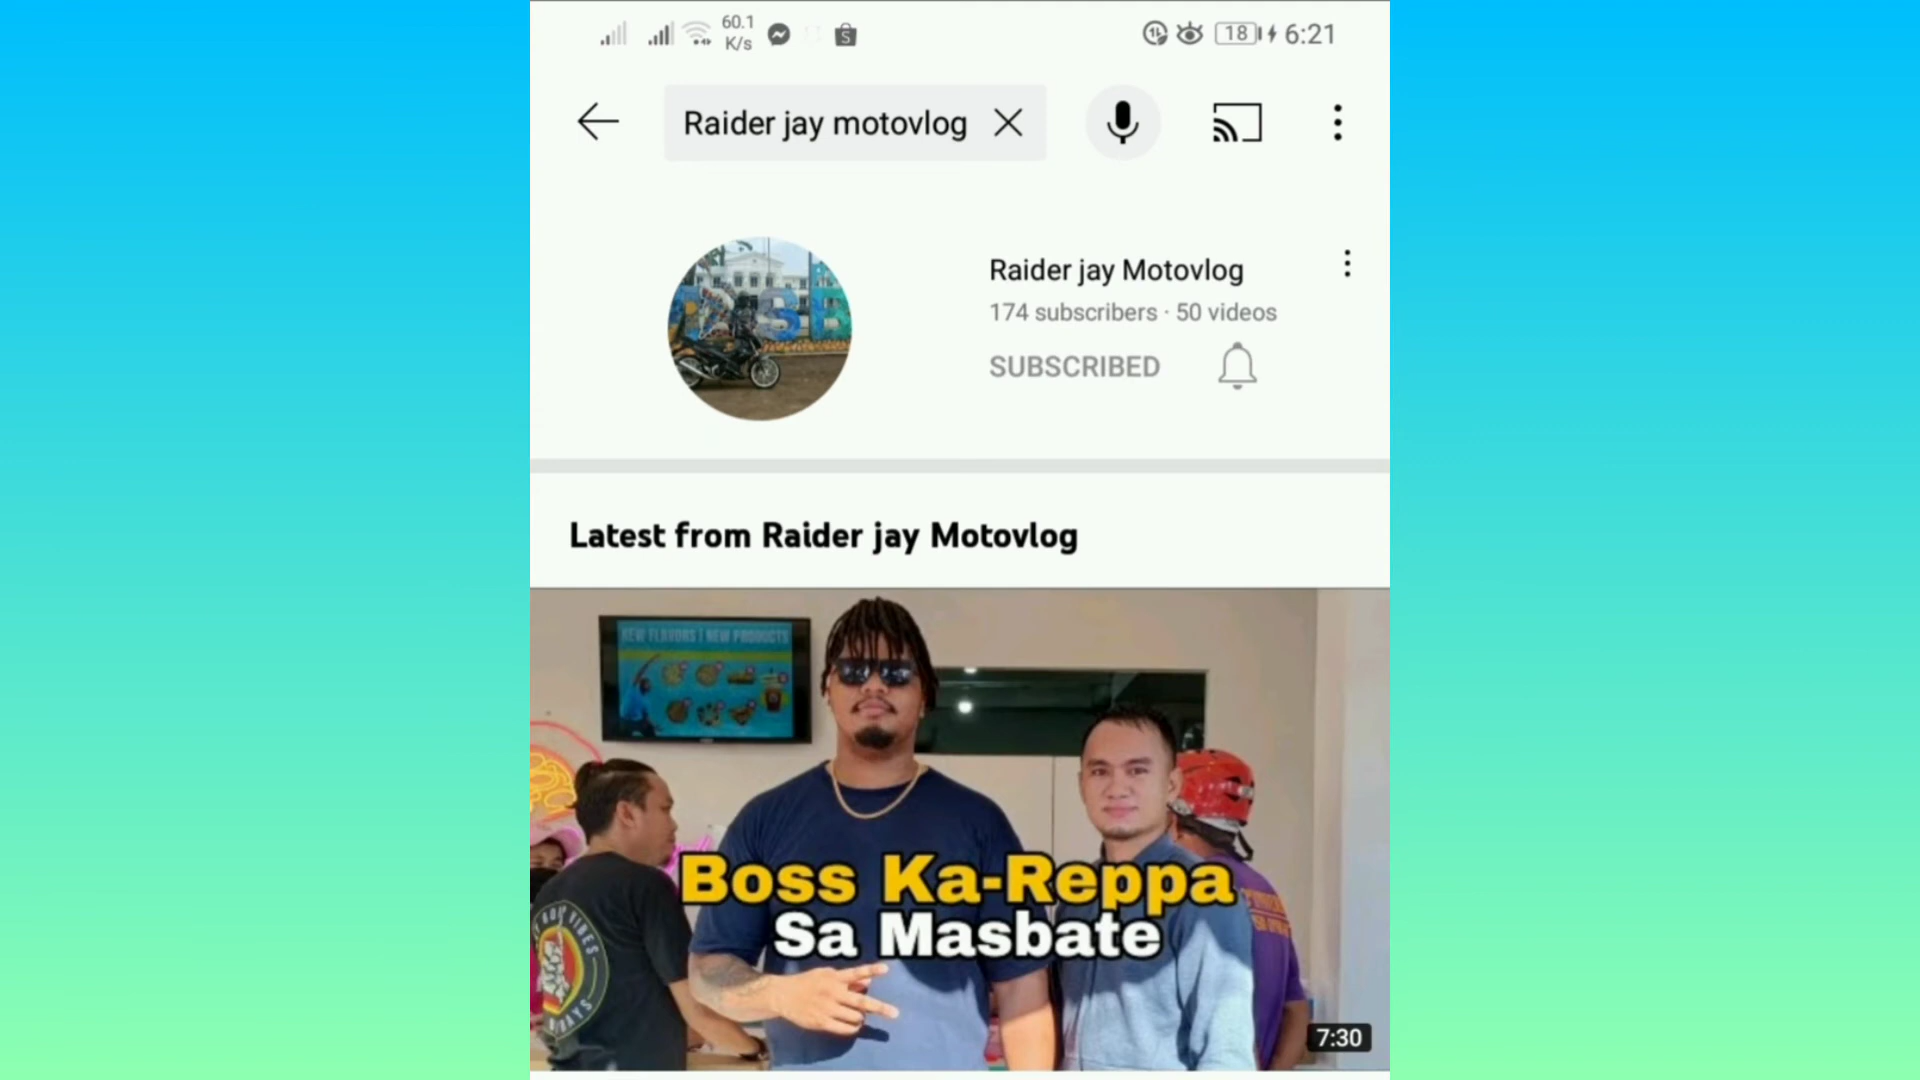 60.1
K/s
18
6:21
Raider jay motovlog
Raider jay Motovlog
174 subscribers · 50 videos
SUBSCRIBED
Latest from Raider jay Motovlog
NEW FLAVORS | NEW PRODUCTS
Boss Ka-Reppa
Sa Masbate
7:30